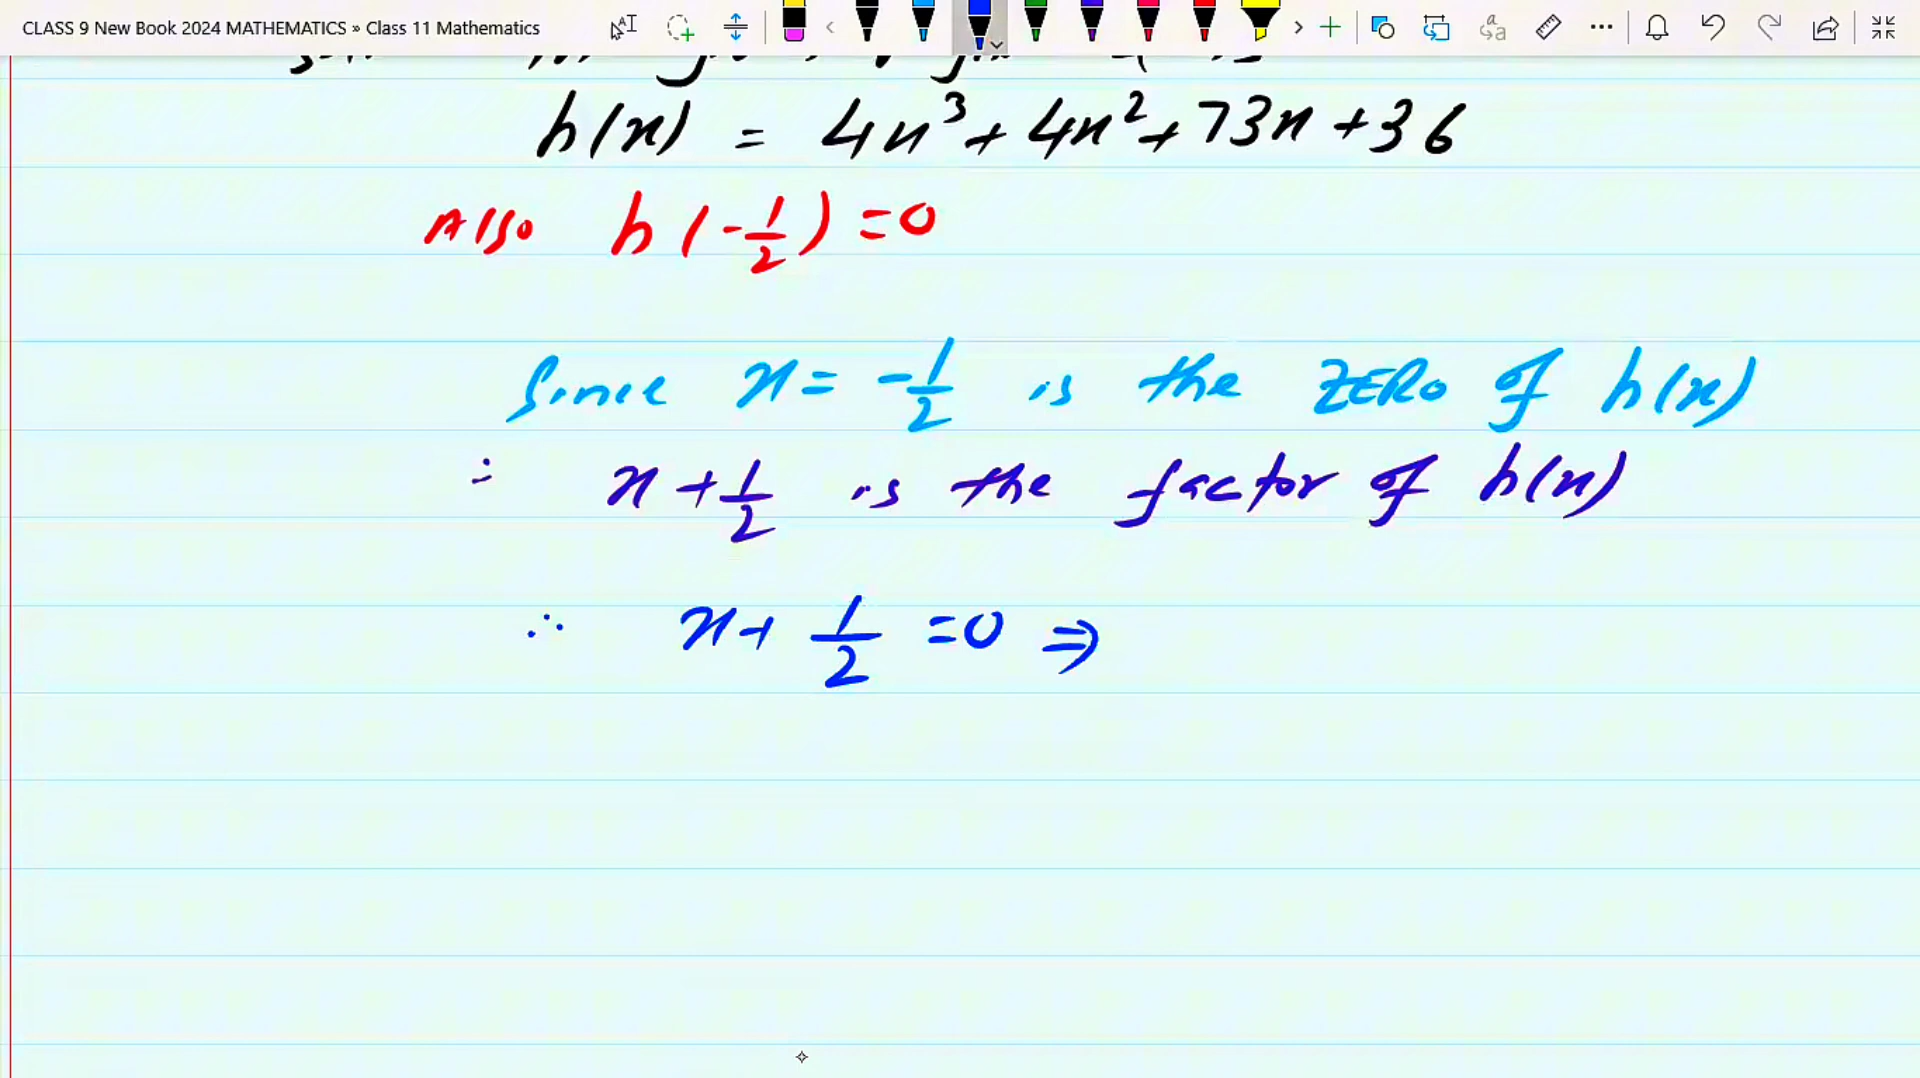 CLASS 9 New Book 2024 MATHEMATICS » Class 11 Mathematics
h(x) = 4x³ + 4x² + 73x + 36
Also h(-1/2) = 0
Since x = -1/2 is the ZERO of h(x)
: x + 1/2 is the factor of h(x)
∴ x + 1/2 = 0 ⇒